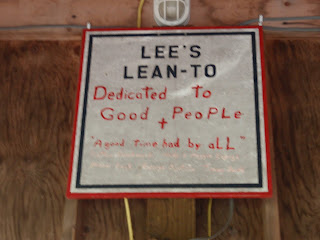 LEE'S
LEAN-TO
Dedicated to
Good + PeoPLe
"A good Time had by aLL"